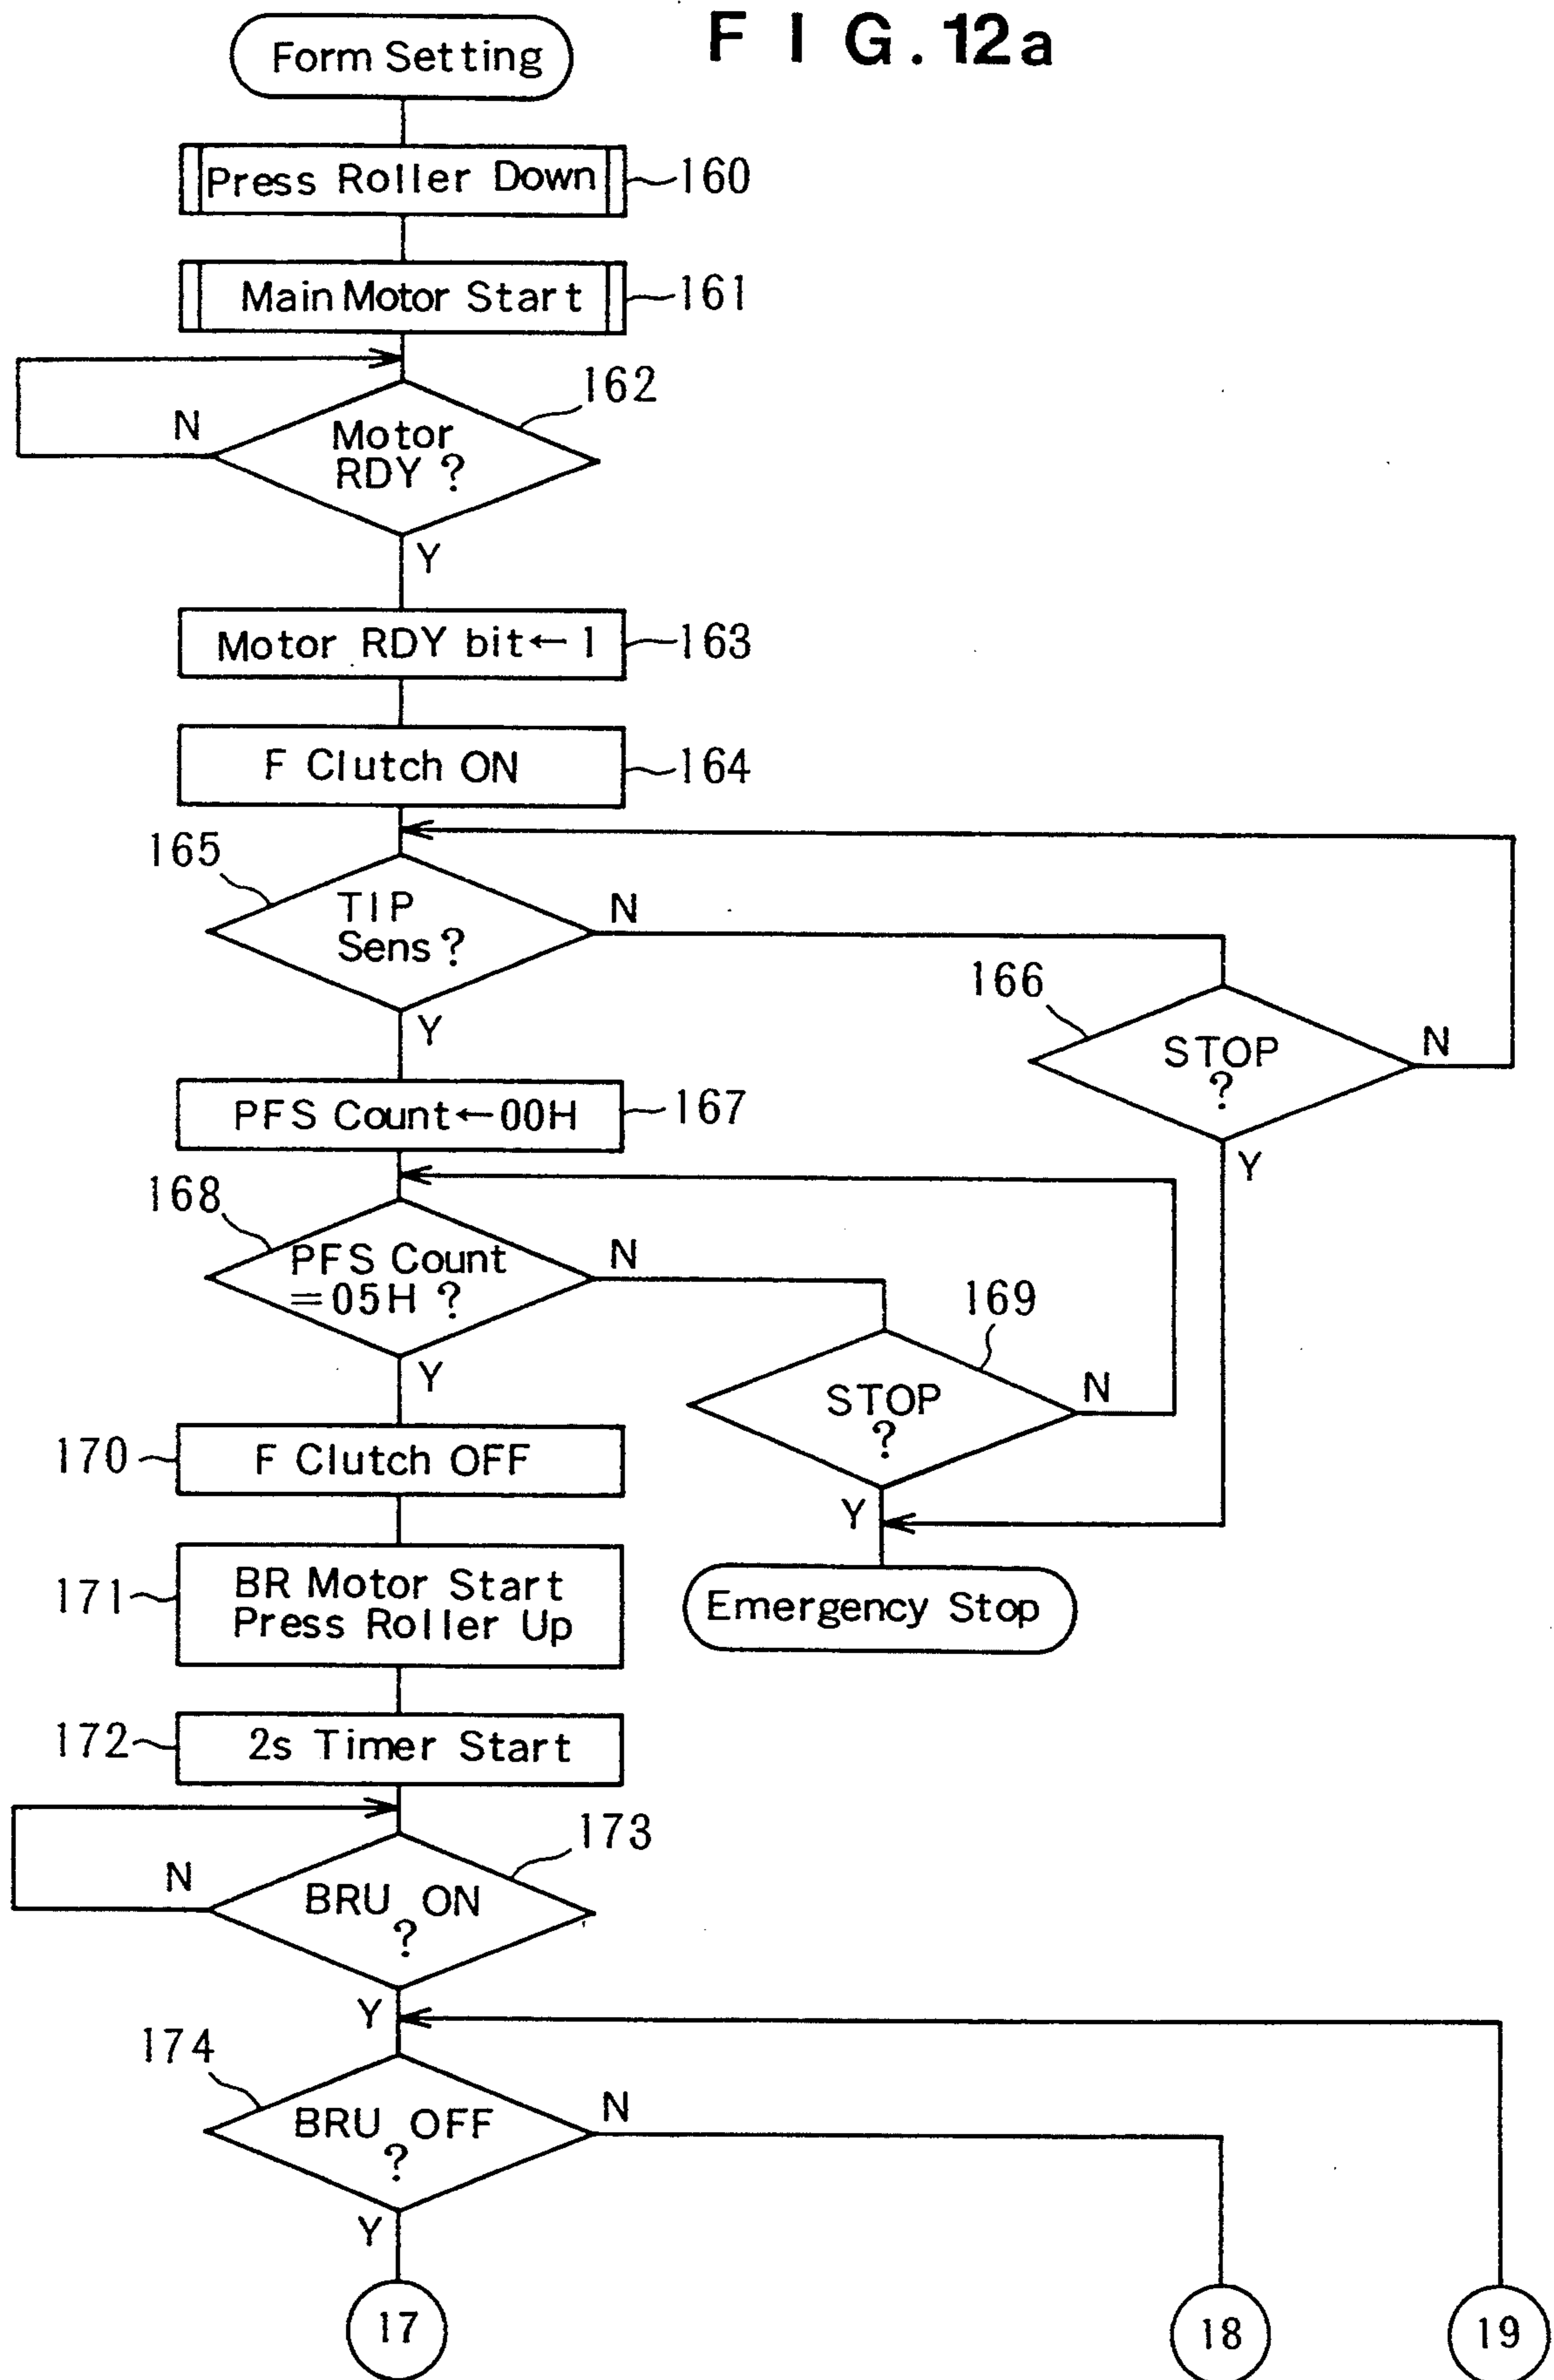 FIG.12a
Form Setting
Press Roller Down
160
Main Motor Start
161
162
N
Motor
RDY ?
Y
Motor RDY bit←1
163
F Clutch ON
164
165
TIP
Sens?
N
Y
166
STOP
?
N
Y
PFS Count←00H
167
168
PFS Count
=05H ?
N
Y
169
STOP
?
N
Y
Emergency Stop
170
F Clutch OFF
171
BR Motor Start
Press Roller Up
172
2s Timer Start
173
N
BRU ON
?
Y
174
BRU OFF
?
N
Y
17
18
19